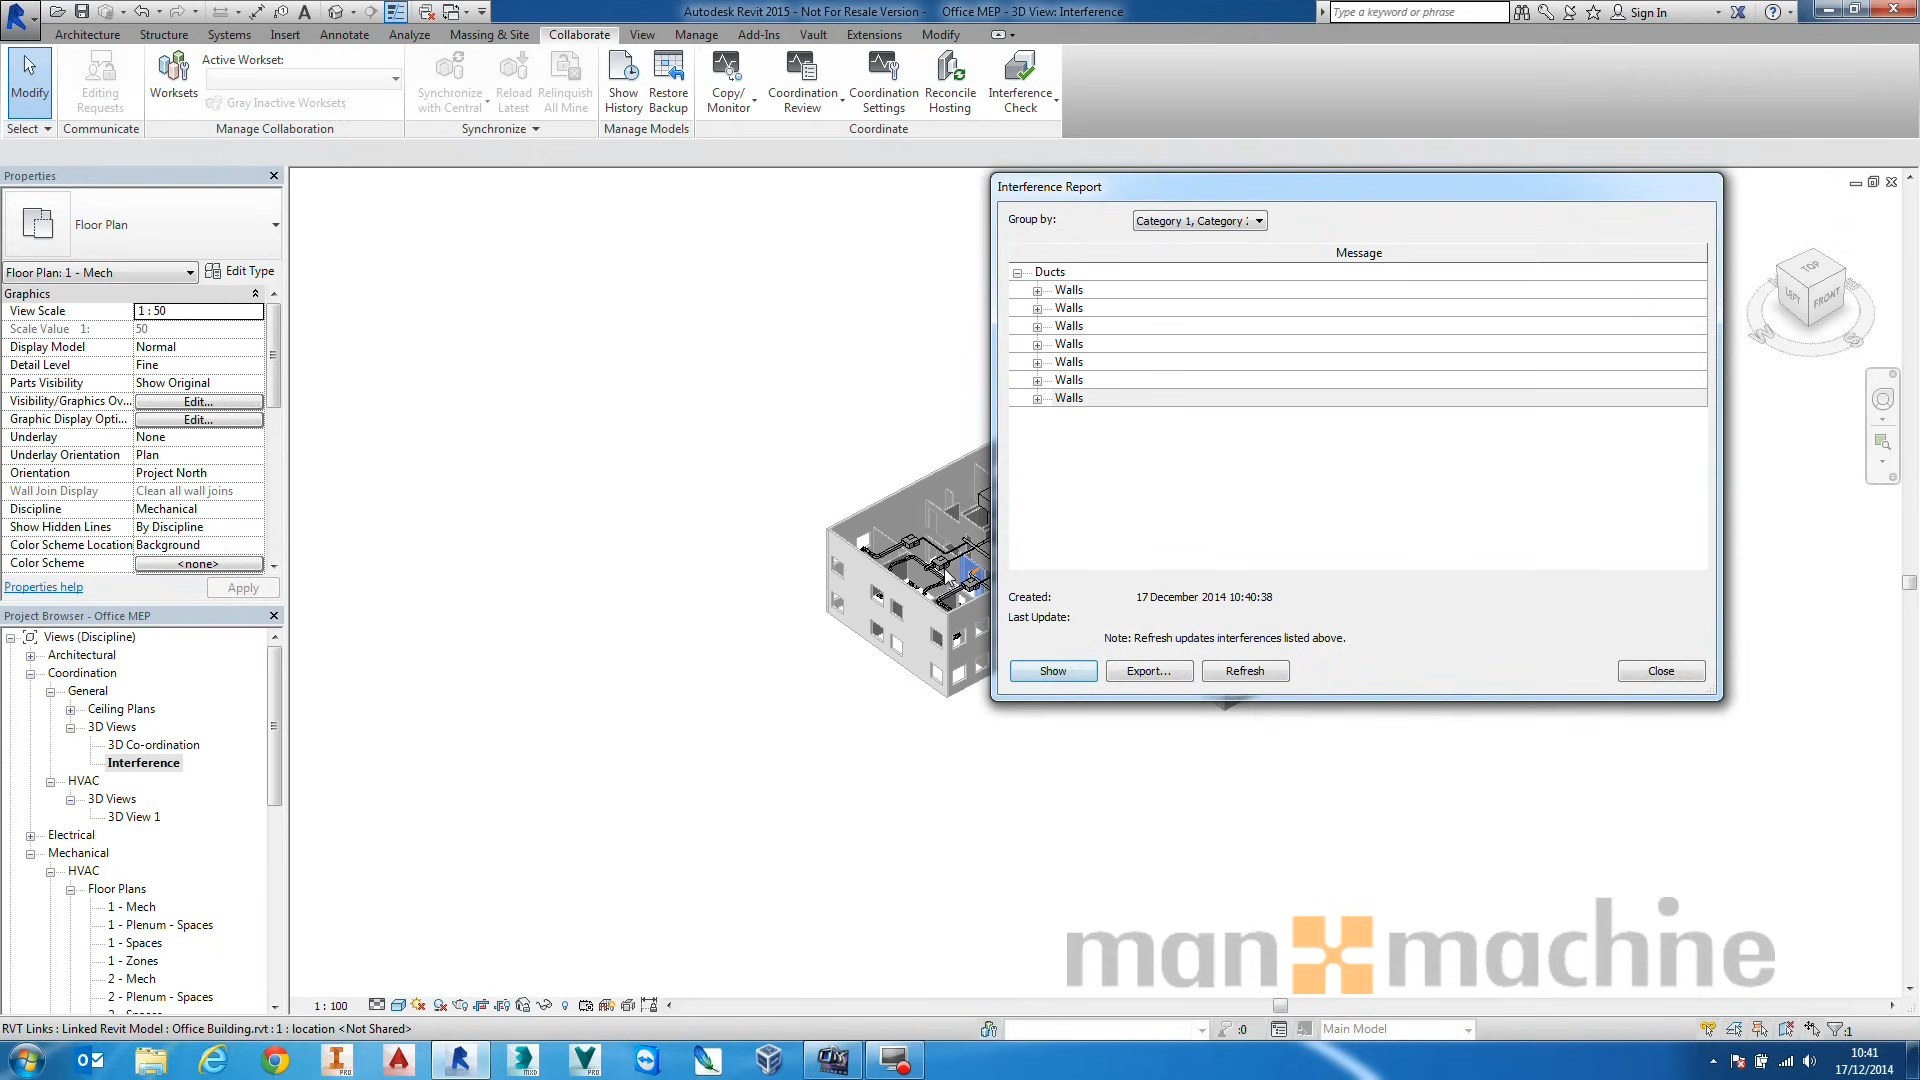 Autodesk Revit 2015 - Not For Resale Version - Office MEP - 3D View: Interference
Type a keyword or phrase
Sign In
Architecture Structure Systems Insert Annotate Analyze Massing & Site Collaborate View Manage Add-Ins Vault Extensions Modify
Modify
Editing Requests
Worksets
Active Workset:
Gray Inactive Worksets
Synchronize with Central
Reload Latest
Relinquish All Mine
Show History
Restore Backup
Copy/ Monitor
Coordination Review
Coordination Settings
Reconcile Hosting
Interference Check
Select Communicate Manage Collaboration Synchronize Manage Models Coordinate
Properties
Floor Plan
Floor Plan: 1 - Mech Edit Type
Graphics
View Scale 1 : 50
Scale Value 1: 50
Display Model Normal
Detail Level Fine
Parts Visibility Show Original
Visibility/Graphics Ov... Edit...
Graphic Display Opti... Edit...
Underlay None
Underlay Orientation Plan
Orientation Project North
Wall Join Display Clean all wall joins
Discipline Mechanical
Show Hidden Lines By Discipline
Color Scheme Location Background
Color Scheme <none>
Properties help Apply
Project Browser - Office MEP
Views (Discipline)
Architectural
Coordination
General
Ceiling Plans
3D Views
3D Co-ordination
Interference
HVAC
3D Views
3D View 1
Electrical
Mechanical
HVAC
Floor Plans
1 - Mech
1 - Plenum - Spaces
1 - Spaces
1 - Zones
2 - Mech
2 - Plenum - Spaces
Interference Report
Group by: Category 1, Category
Message
Ducts
Walls
Walls
Walls
Walls
Walls
Walls
Walls
Created: 17 December 2014 10:40:38
Last Update:
Note: Refresh updates interferences listed above.
Show Export... Refresh Close
TOP
LEFT FRONT
W S
man machine
1 : 100
RVT Links : Linked Revit Model : Office Building.rvt : 1 : location <Not Shared>
:0
Main Model
:1
10:41
17/12/2014